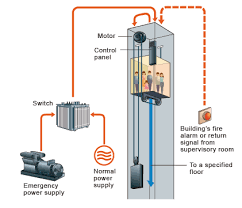 Motor
Control
panel
Switch
Normal
power
supply
Emergency
power supply
Building's fire
alarm or return
signal from
supervisory room
To a specified
floor